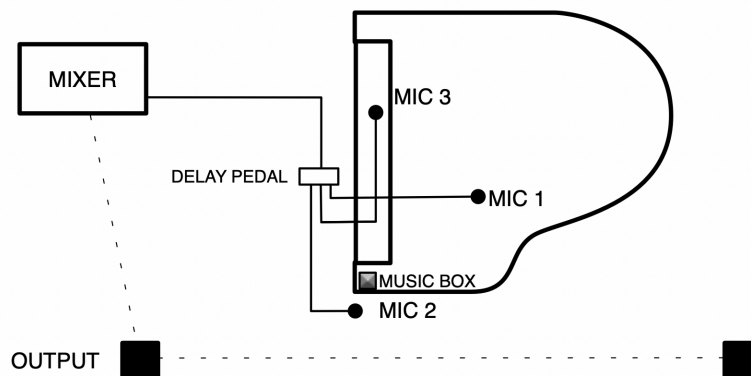 MIXER
MIC 3
DELAY PEDAL
MIC 1
MUSIC BOX
MIC 2
OUTPUT